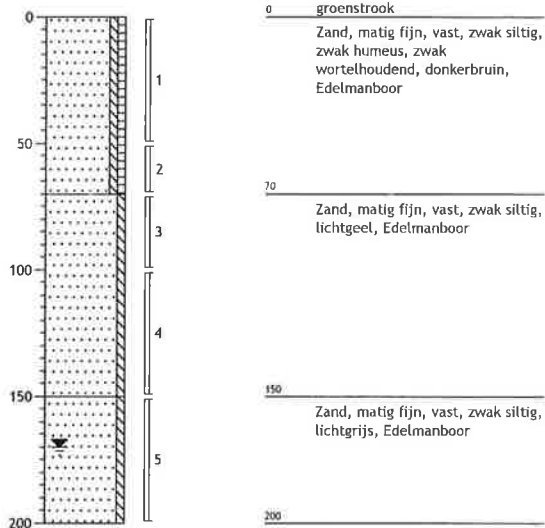 0 groenstrook
Zand, matig fijn, vast, zwak siltig,
zwak humeus, zwak
wortelhoudend, donkerbruin,
Edelmanboor
70
Zand, matig fijn, vast, zwak siltig,
lichtgeel, Edelmanboor
150
Zand, matig fijn, vast, zwak siltig,
lichtgrijs, Edelmanboor
200
0
50
100
150
200
1
2
3
4
5